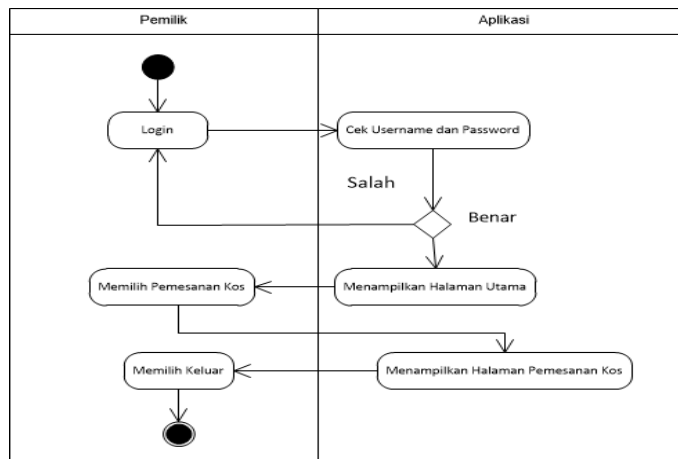 Pemilik
Aplikasi
Login
Cek Username dan Password
Salah
Benar
Memilih Pemesanan Kos
Menampilkan Halaman Utama
Memilih Keluar
Menampilkan Halaman Pemesanan Kos